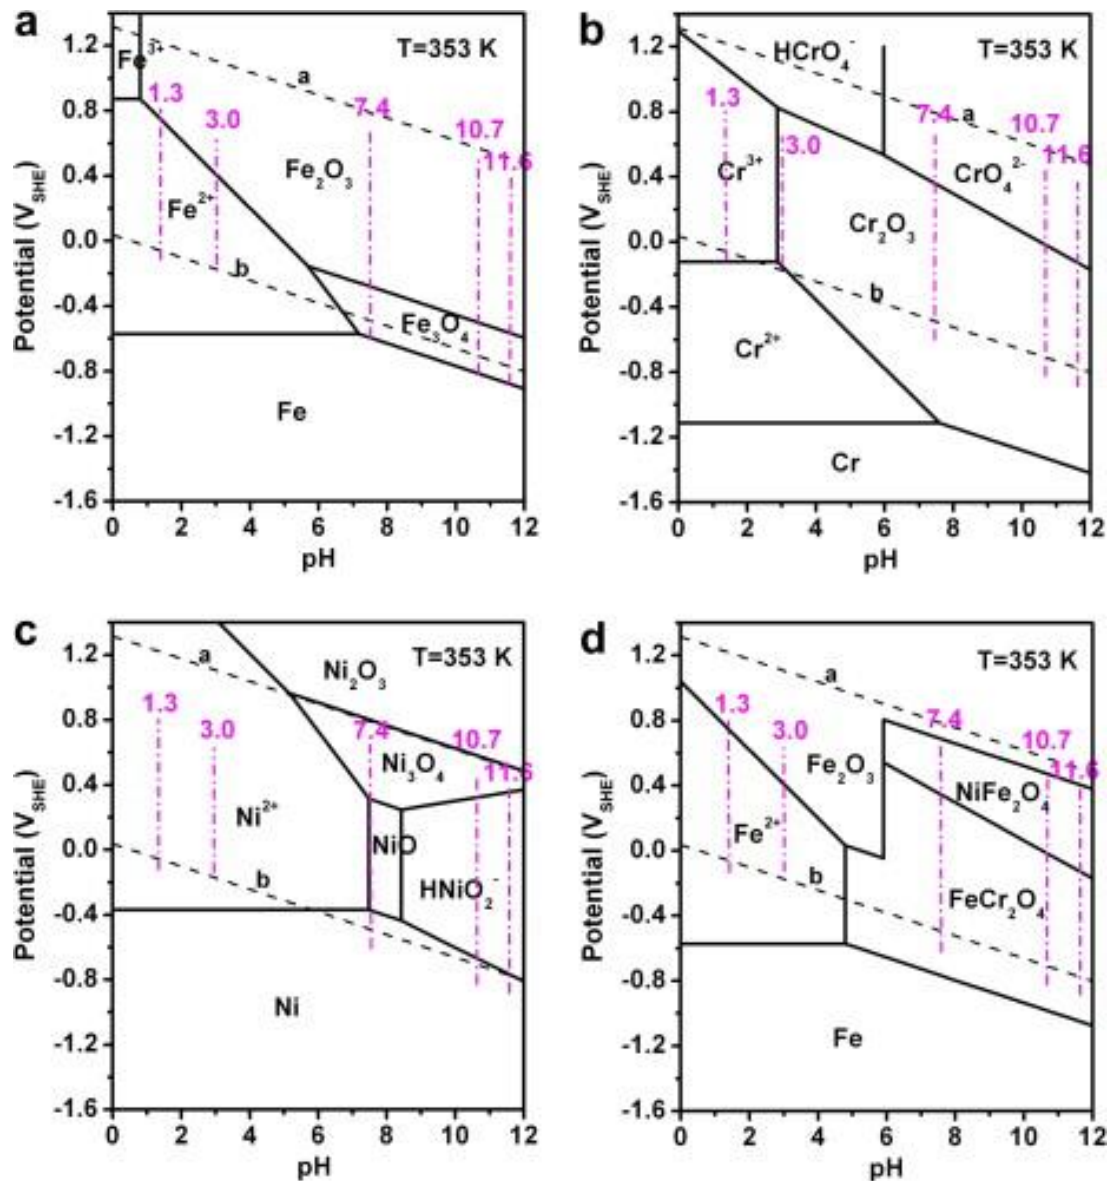 a
T=353 K
Fe³⁺
a
1.3
3.0
7.4
10.7
11.6
Fe₂O₃
Fe²⁺
b
Fe₃O₄
Fe
1.2
0.8
0.4
0.0
-0.4
-0.8
-1.2
-1.6
Potential (V_SHE)
0 2 4 6 8 10 12
pH
b
HCrO₄⁻
T=353 K
1.3
3.0
7.4
a
10.7
11.6
Cr³⁺
CrO₄²⁻
Cr₂O₃
b
Cr²⁺
Cr
1.2
0.8
0.4
0.0
-0.4
-0.8
-1.2
-1.6
Potential (V_SHE)
0 2 4 6 8 10 12
pH
c
T=353 K
a
Ni₂O₃
1.3
3.0
7.4
10.7
11.6
Ni₃O₄
Ni²⁺
NiO
b
HNiO₂⁻
Ni
1.2
0.8
0.4
0.0
-0.4
-0.8
-1.2
-1.6
Potential (V_SHE)
0 2 4 6 8 10 12
pH
d
T=353 K
a
1.3
3.0
7.4
10.7
11.6
Fe₂O₃
NiFe₂O₄
Fe²⁺
b
FeCr₂O₄
Fe
1.2
0.8
0.4
0.0
-0.4
-0.8
-1.2
-1.6
Potential (V_SHE)
0 2 4 6 8 10 12
pH